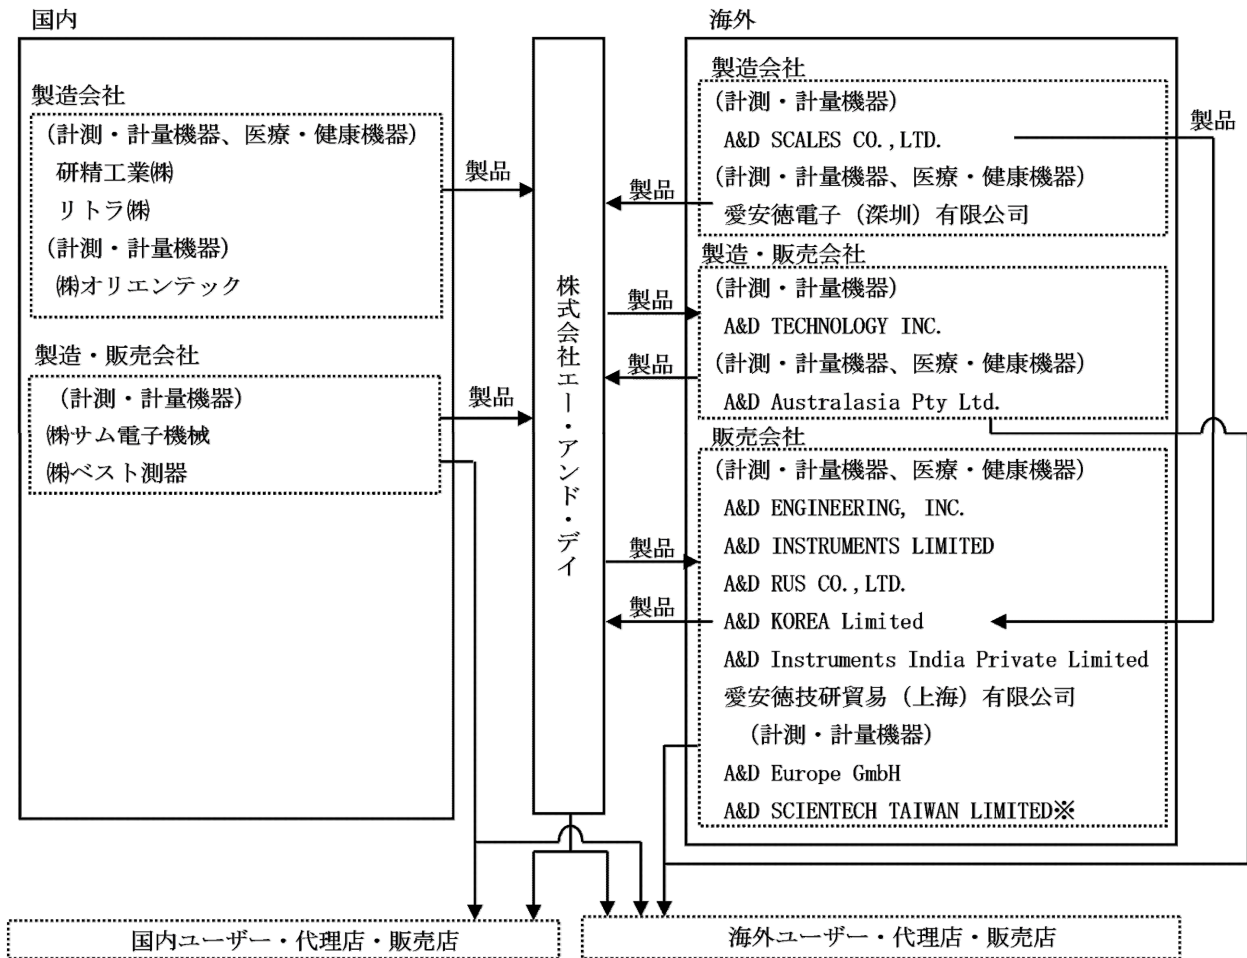 国内
製造会社
(計測・計量機器、医療・健康機器)
研精工業㈱
リトラ㈱
(計測・計量機器)
㈱オリエンテック
製造・販売会社
(計測・計量機器)
㈱サム電子機械
㈱ベスト測器
製品
製品
株式会社エー・アンド・デイ
製品
製品
製品
製品
製品
海外
製造会社
(計測・計量機器)
A&D SCALES CO.,LTD.
(計測・計量機器、医療・健康機器)
愛安徳電子（深圳）有限公司
製造・販売会社
(計測・計量機器)
A&D TECHNOLOGY INC.
(計測・計量機器、医療・健康機器)
A&D Australasia Pty Ltd.
販売会社
(計測・計量機器、医療・健康機器)
A&D ENGINEERING, INC.
A&D INSTRUMENTS LIMITED
A&D RUS CO.,LTD.
A&D KOREA Limited
A&D Instruments India Private Limited
愛安徳技研貿易（上海）有限公司
(計測・計量機器)
A&D Europe GmbH
A&D SCIENTECH TAIWAN LIMITED※
製品
国内ユーザー・代理店・販売店
海外ユーザー・代理店・販売店